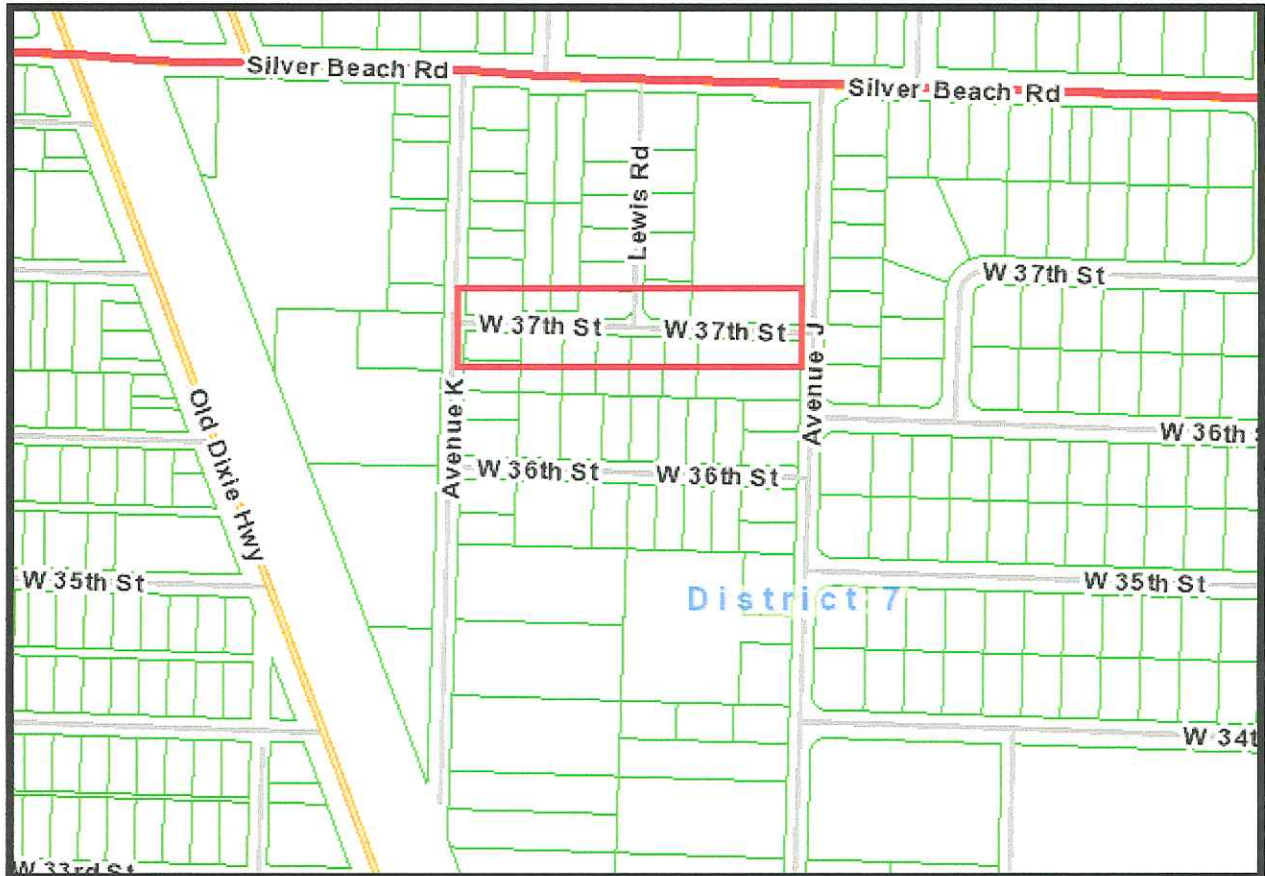 Silver Beach Rd
Silver Beach Rd
Lewis Rd
W 37th St
W 37th St
W 37th St
Avenue J
Avenue K
Old Dixie Hwy
W 36th
W 36th St
W 36th St
W 35th St
W 35th St
District 7
W 34t
W 33rd St